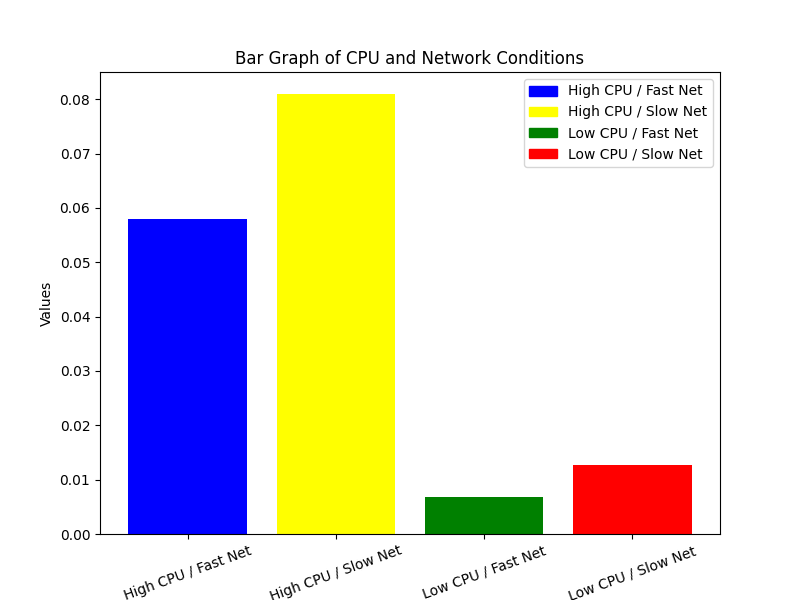 Bar Graph of CPU and Network Conditions
High CPU / Fast Net
High CPU / Slow Net
Low CPU / Fast Net
Low CPU / Slow Net
Values
0.08
0.07
0.06
0.05
0.04
0.03
0.02
0.01
0.00
High CPU / Fast Net
High CPU / Slow Net
Low CPU / Fast Net
Low CPU / Slow Net